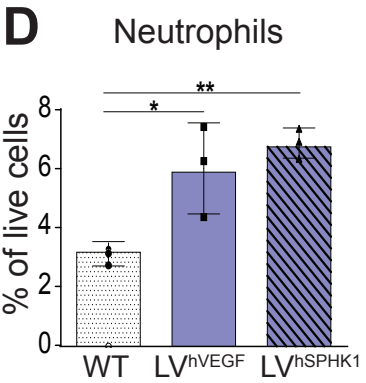 D
Neutrophils
**
*
8
6
4
2
0
% of live cells
WT LVhVEGF LVhSPHK1